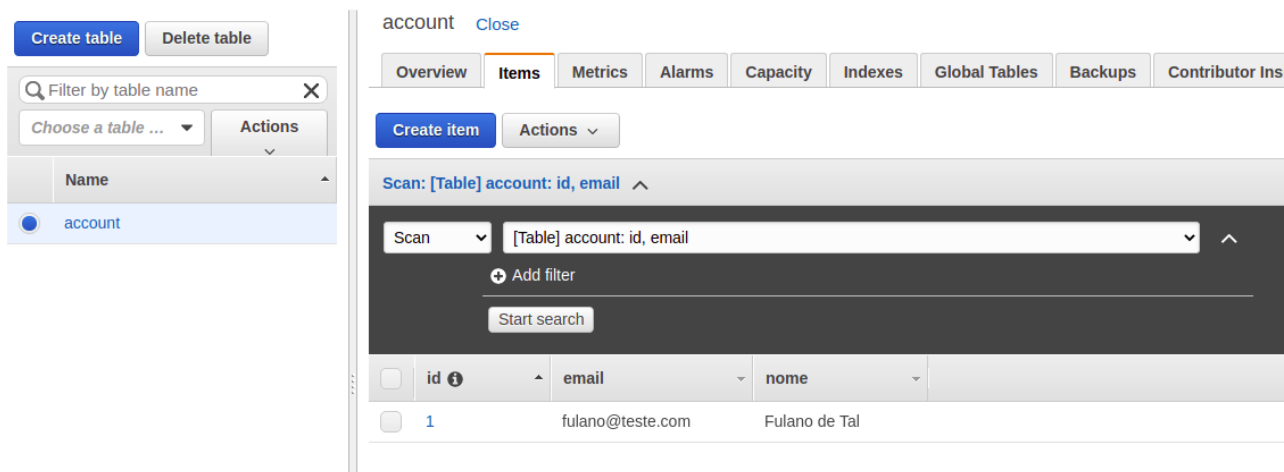 Create table
Delete table
Filter by table name
Choose a table ...
Actions
Name
account
account Close
Overview Items Metrics Alarms Capacity Indexes Global Tables Backups Contributor Ins
Create item
Actions
Scan: [Table] account: id, email
Scan
[Table] account: id, email
Add filter
Start search
id email nome
1 fulano@teste.com Fulano de Tal